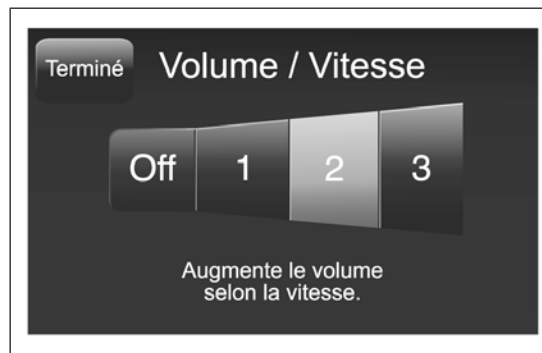 Terminé
Volume / Vitesse
Off 1 2 3
Augmente le volume
selon la vitesse.